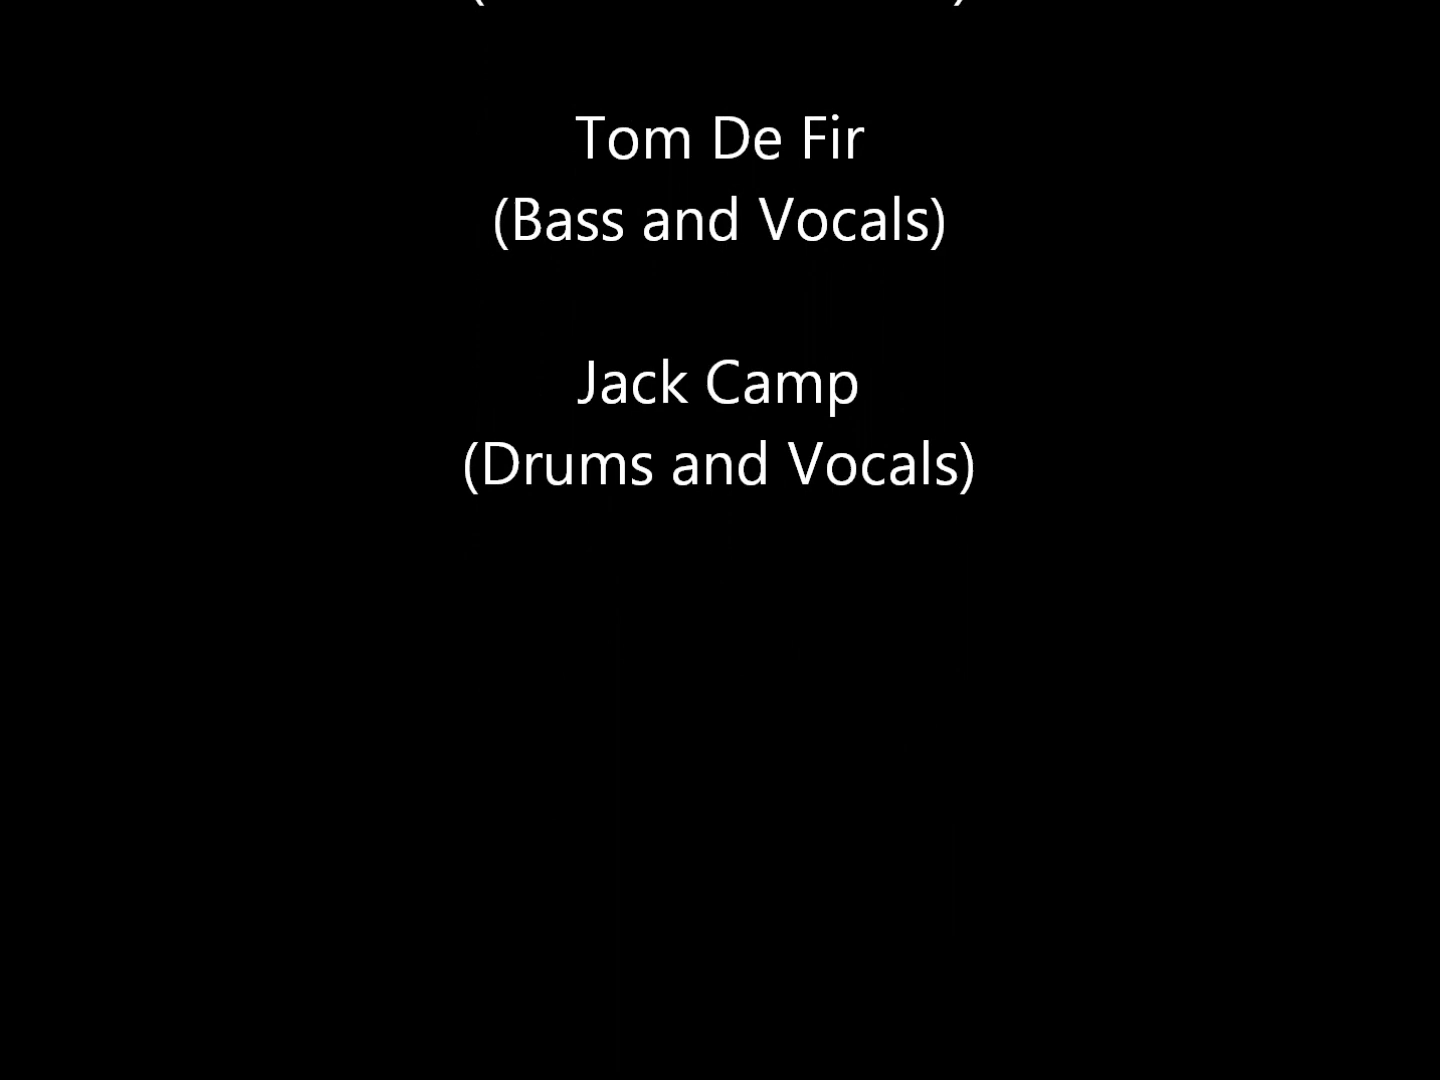 Tom De Fir
(Bass and Vocals)
Jack Camp
(Drums and Vocals)